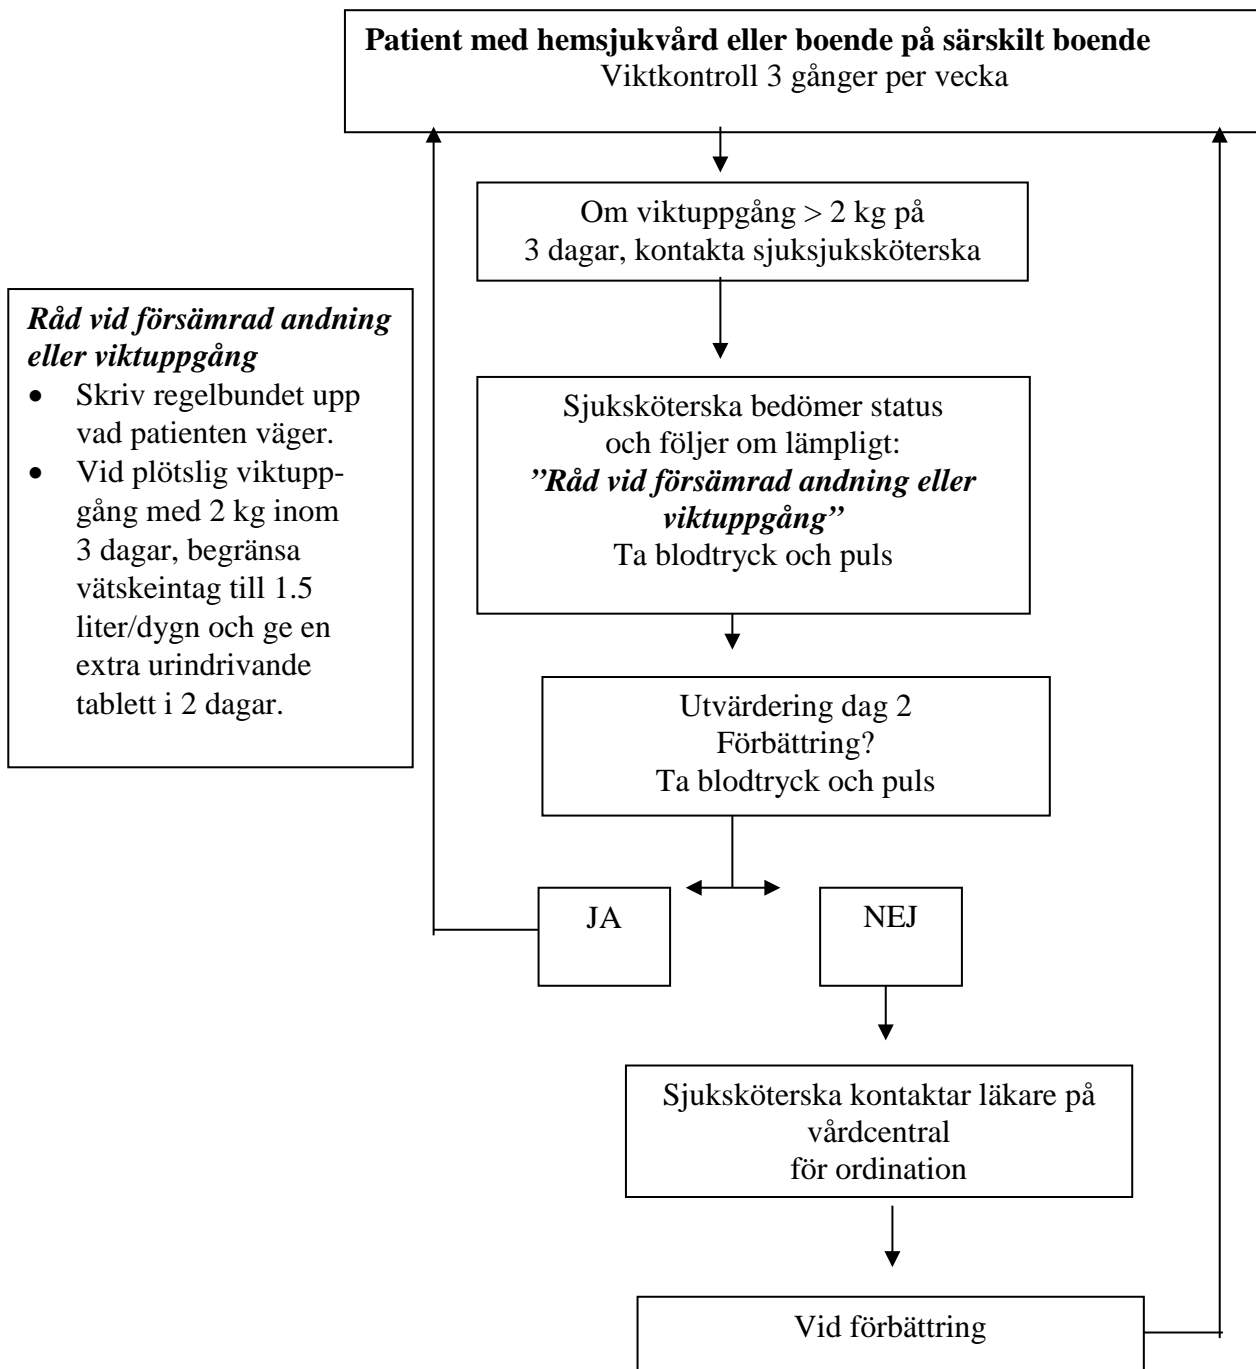 Patient med hemsjukvård eller boende på särskilt boende
Viktkontroll 3 gånger per vecka
Om viktuppgång > 2 kg på
3 dagar, kontakta sjuksjuksköterska
Råd vid försämrad andning
eller viktuppgång
• Skriv regelbundet upp
vad patienten väger.
• Vid plötslig viktupp-
gång med 2 kg inom
3 dagar, begränsa
vätskeintag till 1.5
liter/dygn och ge en
extra urindrivande
tablett i 2 dagar.
Sjuksköterska bedömer status
och följer om lämpligt:
”Råd vid försämrad andning eller
viktuppgång”
Ta blodtryck och puls
Utvärdering dag 2
Förbättring?
Ta blodtryck och puls
JA
NEJ
Sjuksköterska kontaktar läkare på
vårdcentral
för ordination
Vid förbättring